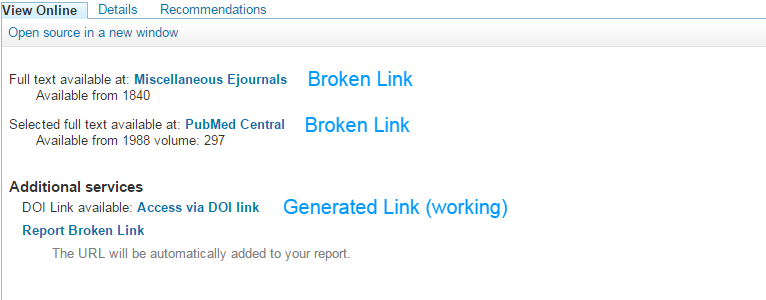 View Online Details Recommendations
Open source in a new window
Full text available at: Miscellaneous Ejournals Broken Link
Available from 1840
Selected full text available at: PubMed Central Broken Link
Available from 1988 volume: 297
Additional services
DOI Link available: Access via DOI link Generated Link (working)
Report Broken Link
The URL will be automatically added to your report.